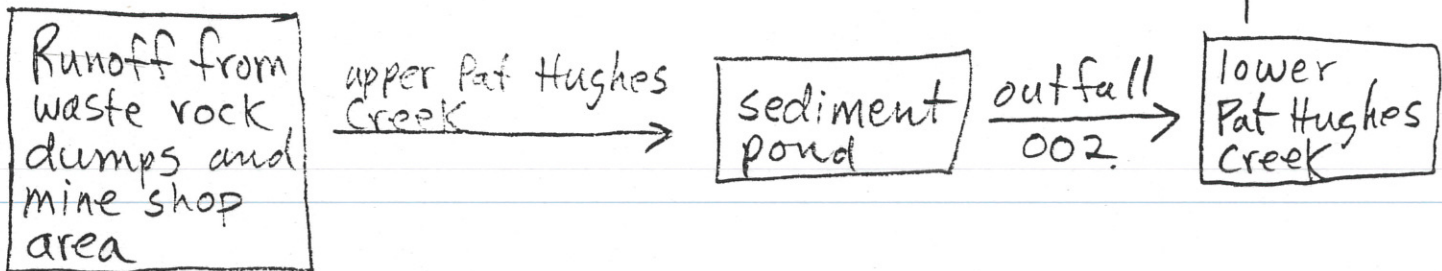 Runoff from
waste rock
dumps and
mine shop
area
upper Pat Hughes
Creek
sediment
pond
outfall
002.
lower
Pat Hughes
Creek